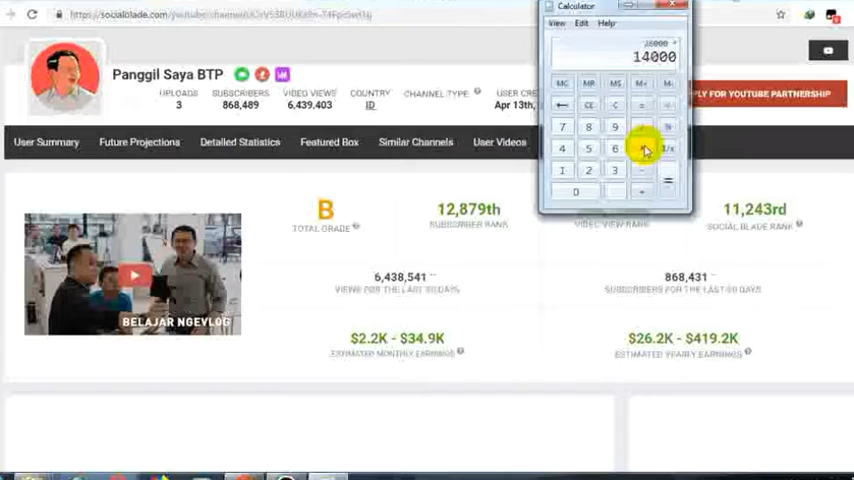 Calculator
View Edit Help
14000
MC MR MS M+ M-
CE C
7 8 9
4 5 6 1/x
1 2 3 =
0
Panggil Saya BTP
UPLOADS
3
SUBSCRIBERS
868,489
VIDEO VIEWS
6,439,403
COUNTRY
ID
CHANNEL TYPE
USER CRE
Apr 13th,
FOR YOUTUBE PARTNERSHIP
User Summary Future Projections Detailed Statistics Featured Box Similar Channels User Videos
B
TOTAL GRADE
12,879th
SUBSCRIBER RANK
VIDEO VIEW RANK
11,243rd
SOCIAL BLADE RANK
BELAJAR NGEVLOG
6,438,541
VIEWS FOR THE LAST 30 DAYS
868,431
SUBSCRIBERS FOR THE LAST 30 DAYS
$2.2K - $34.9K
ESTIMATED MONTHLY EARNINGS
$26.2K - $419.2K
ESTIMATED YEARLY EARNINGS